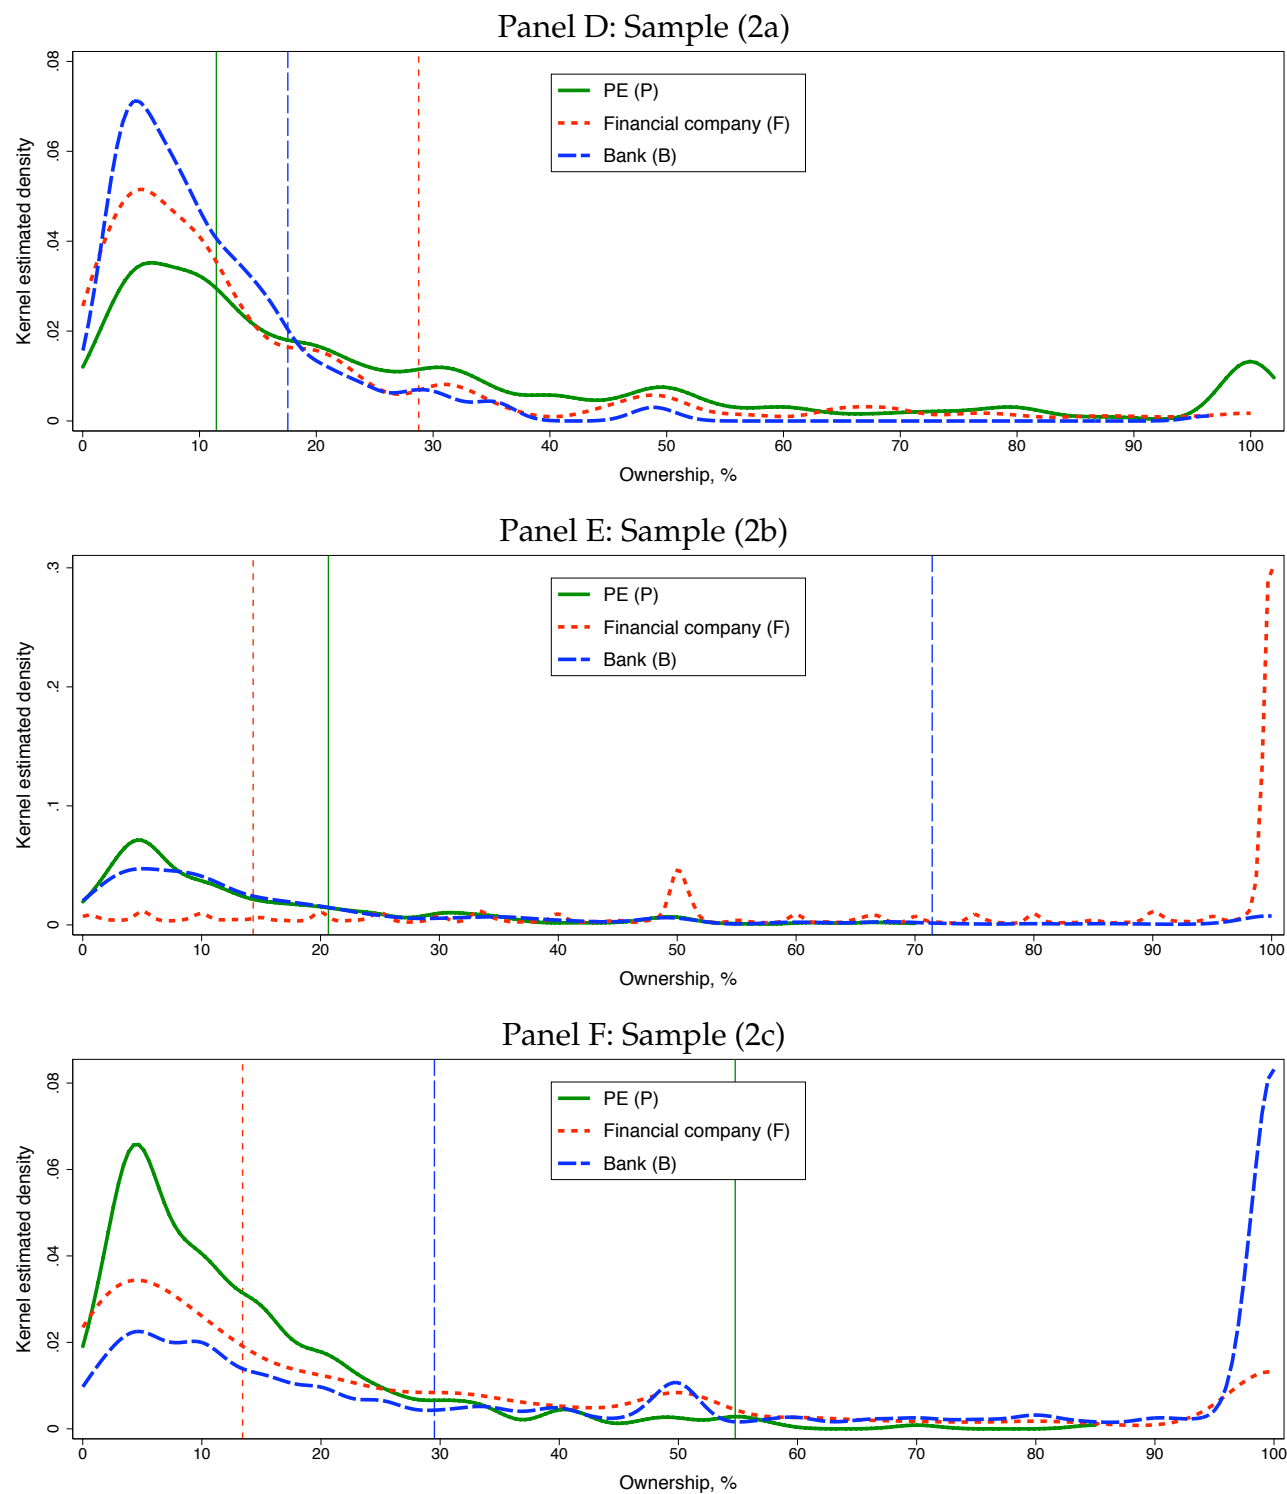 Panel D: Sample (2a)
Kernel estimated density
0 .02 .04 .06 .08
PE (P)
Financial company (F)
Bank (B)
0 10 20 30 40 50 60 70 80 90 100
Ownership, %
Panel E: Sample (2b)
Kernel estimated density
0 .1 .2 .3
PE (P)
Financial company (F)
Bank (B)
0 10 20 30 40 50 60 70 80 90 100
Ownership, %
Panel F: Sample (2c)
Kernel estimated density
0 .02 .04 .06 .08
PE (P)
Financial company (F)
Bank (B)
0 10 20 30 40 50 60 70 80 90 100
Ownership, %